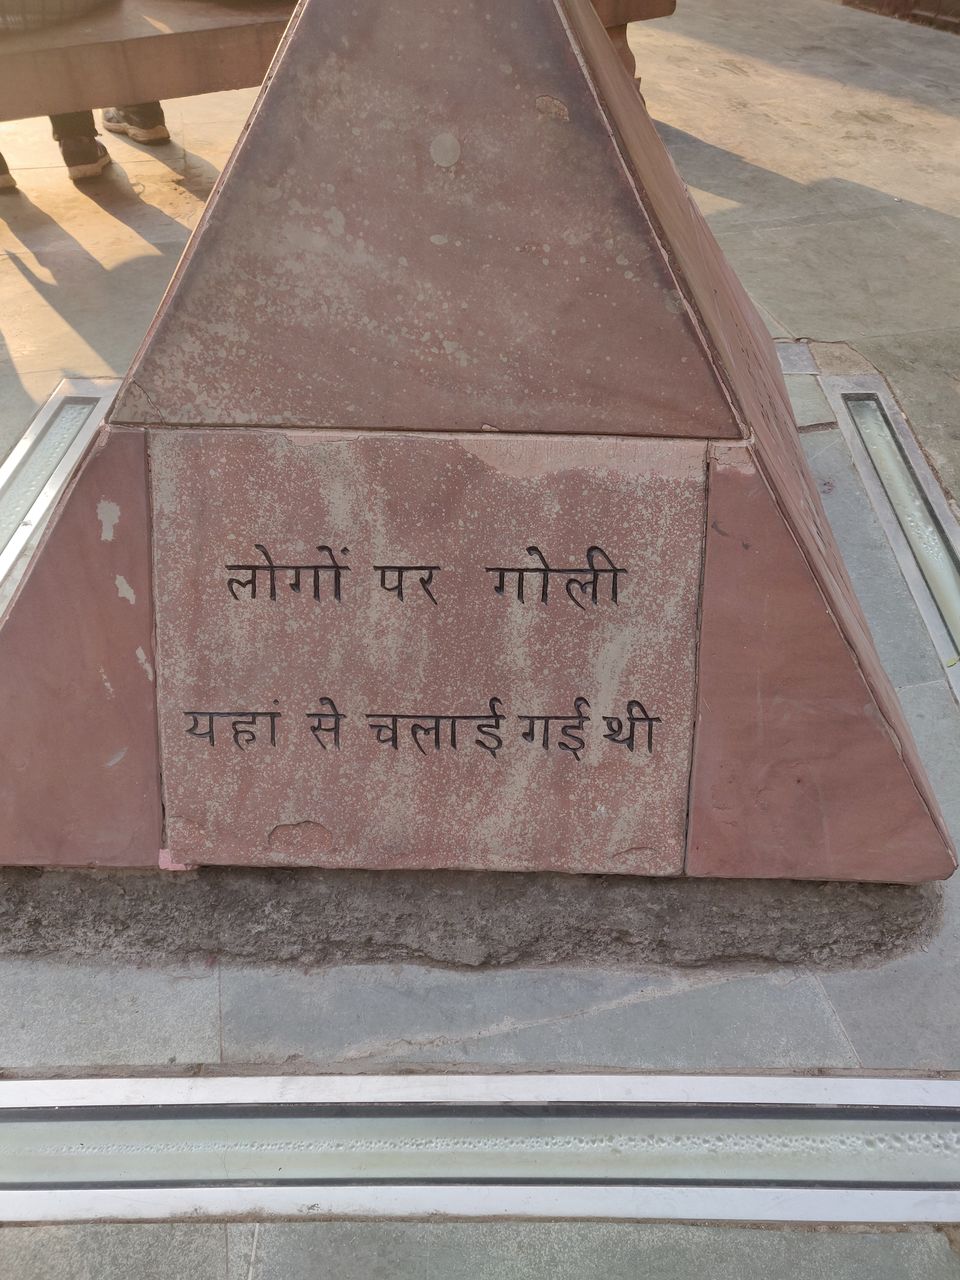 लोगों पर गोली
यहां से चलाई गई थी